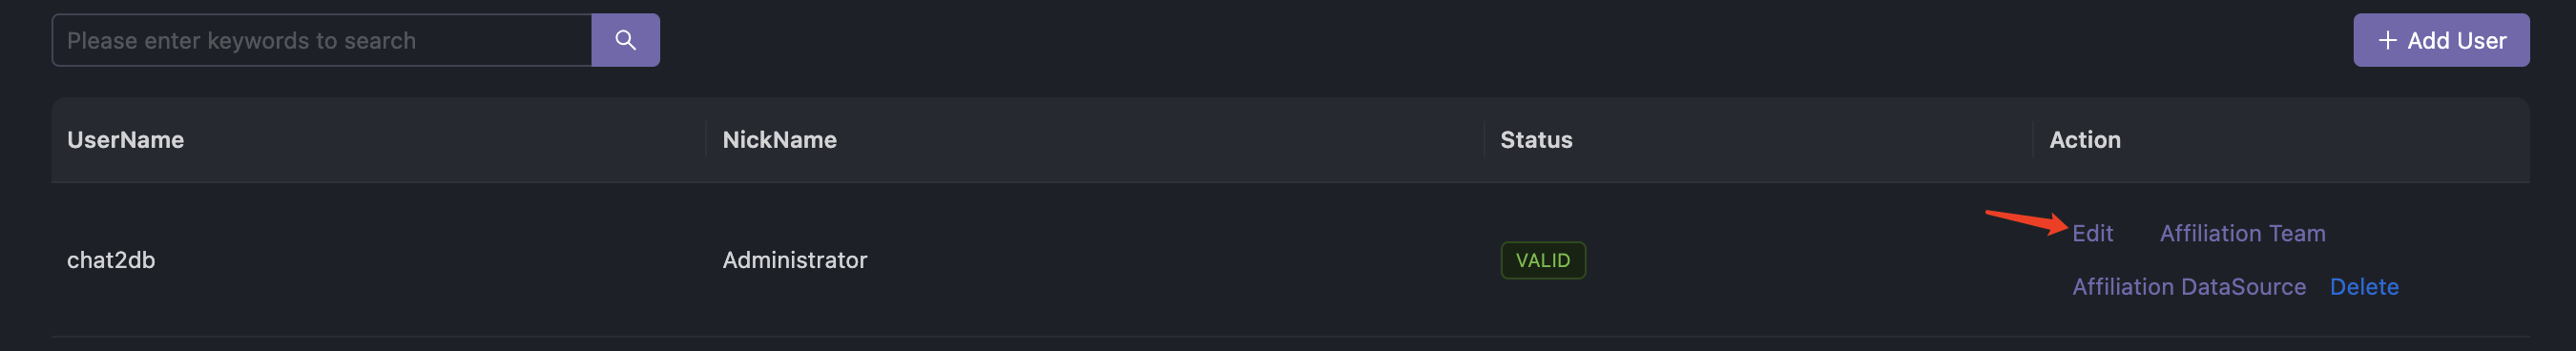 Please enter keywords to search
Add User
UserName NickName Status Action
chat2db Administrator VALID Edit Affiliation Team
Affiliation DataSource Delete